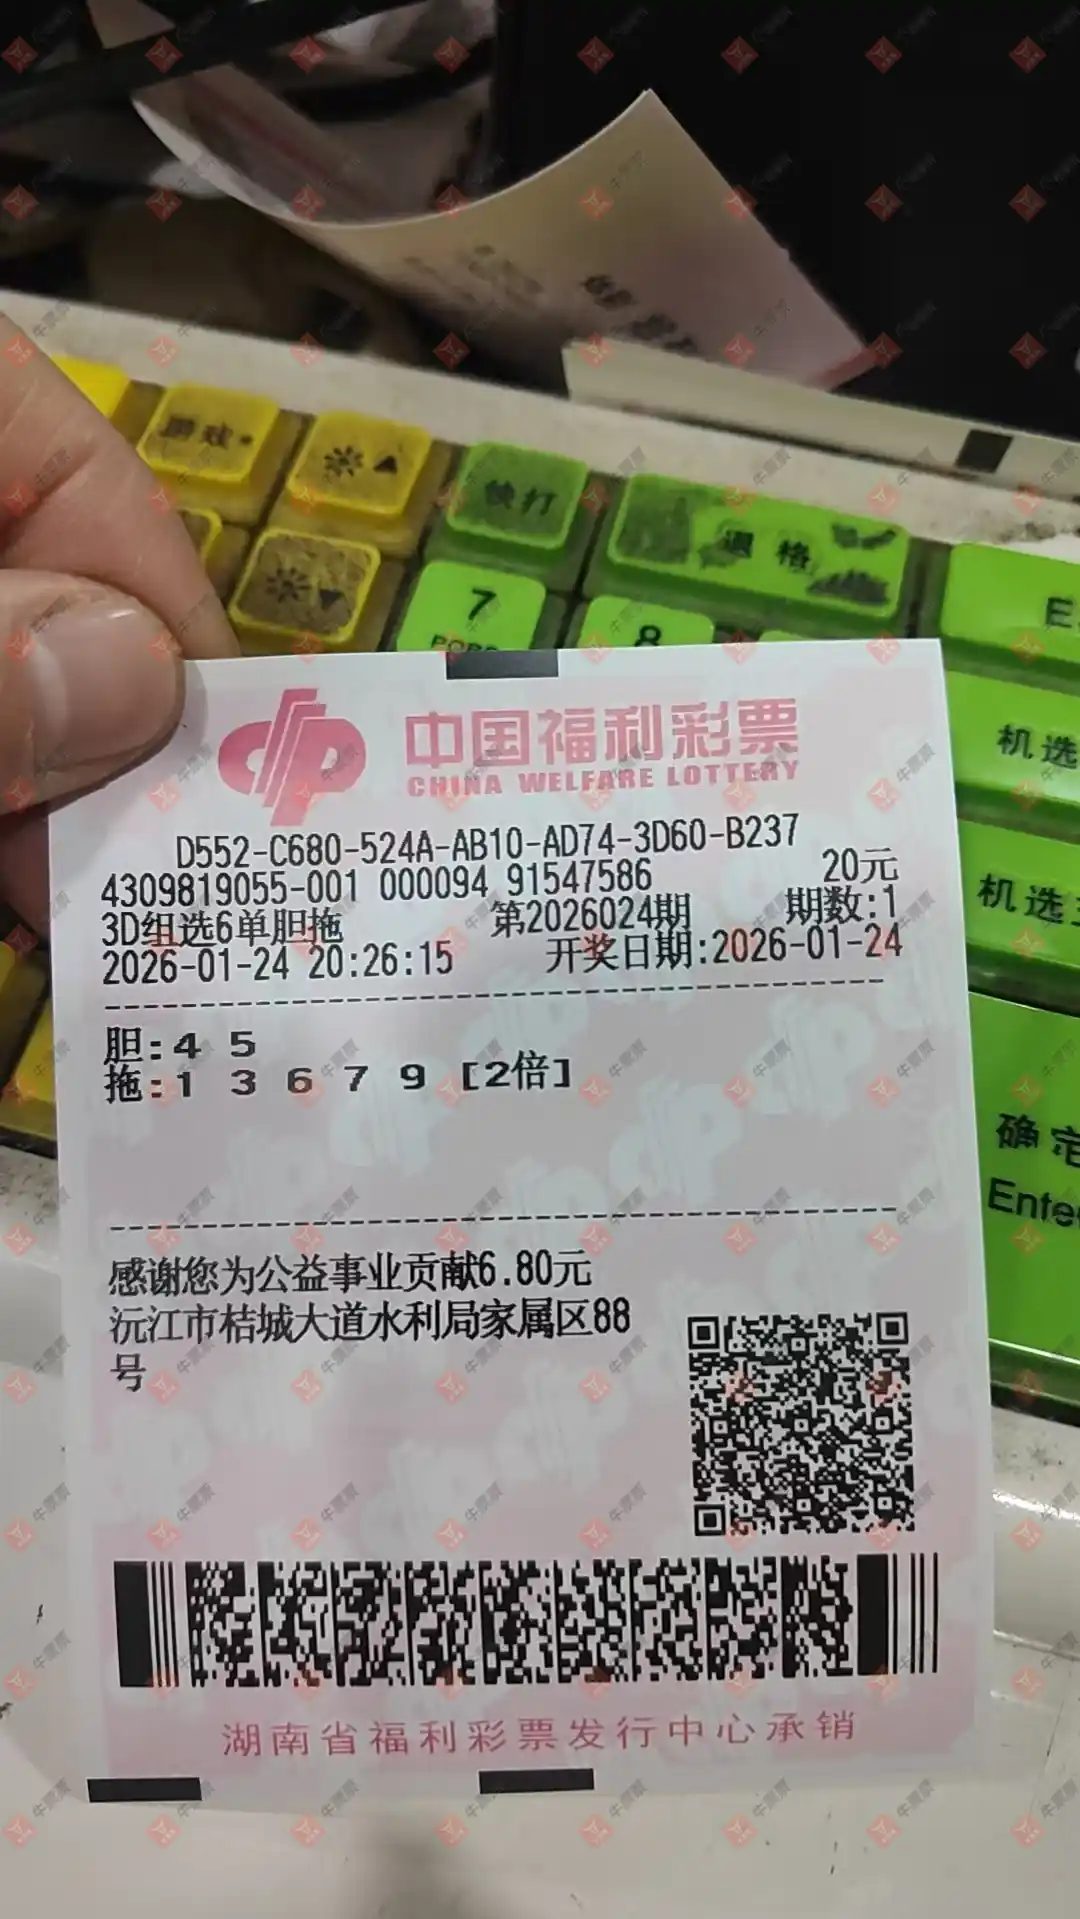 游戏
快打
退格
7
8
机选
机选
确定
Enter
中国福利彩票
CHINA WELFARE LOTTERY
D552-C680-524A-AB10-AD74-3D60-B237
4309819055-001 000094 91547586 20元
3D组选6单胆拖 第2026024期 期数:1
2026-01-24 20:26:15 开奖日期:2026-01-24
胆:4 5
拖:1 3 6 7 9 [2倍]
感谢您为公益事业贡献6.80元
沅江市桔城大道水利局家属区88
号
湖南省福利彩票发行中心承销
牛票票